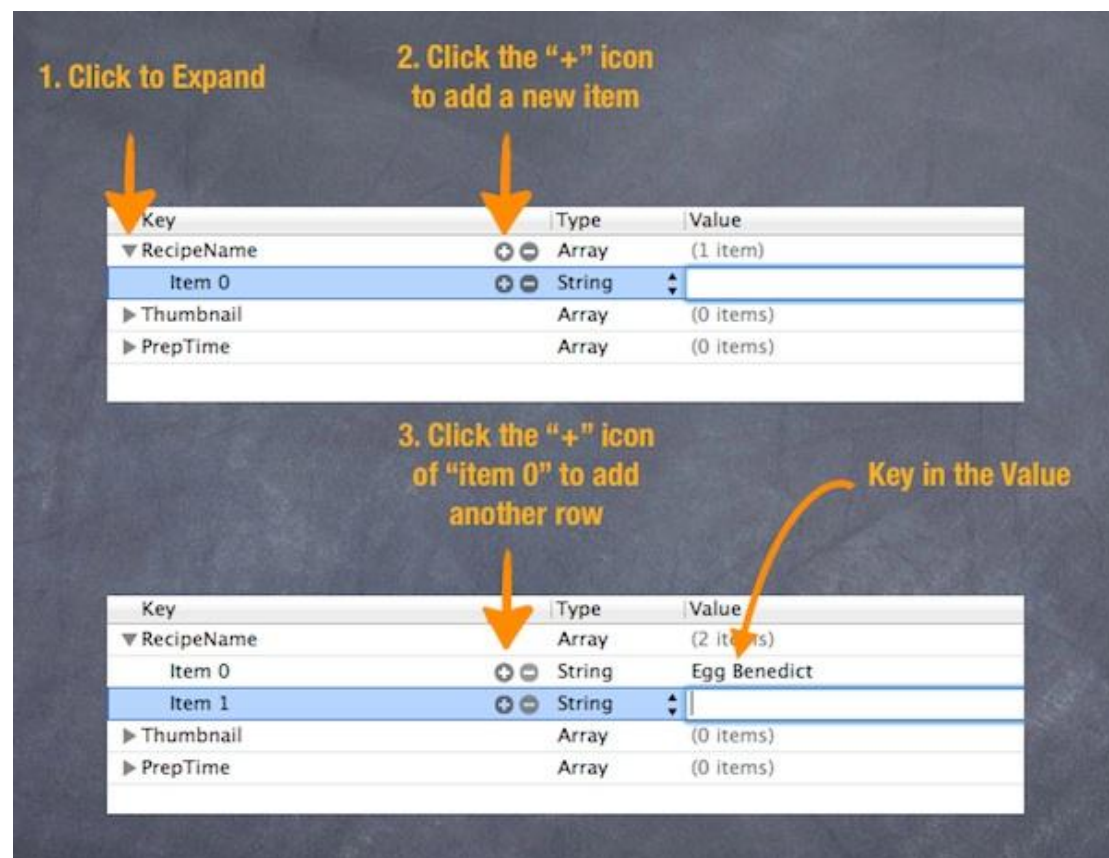 1. Click to Expand
2. Click the “+” icon
to add a new item
Key Type Value
RecipeName Array (1 item)
Item 0 String
Thumbnail Array (0 items)
PrepTime Array (0 items)
3. Click the “+” icon
of “item 0” to add
another row
Key in the Value
Key Type Value
RecipeName Array (2 items)
Item 0 String Egg Benedict
Item 1 String
Thumbnail Array (0 items)
PrepTime Array (0 items)